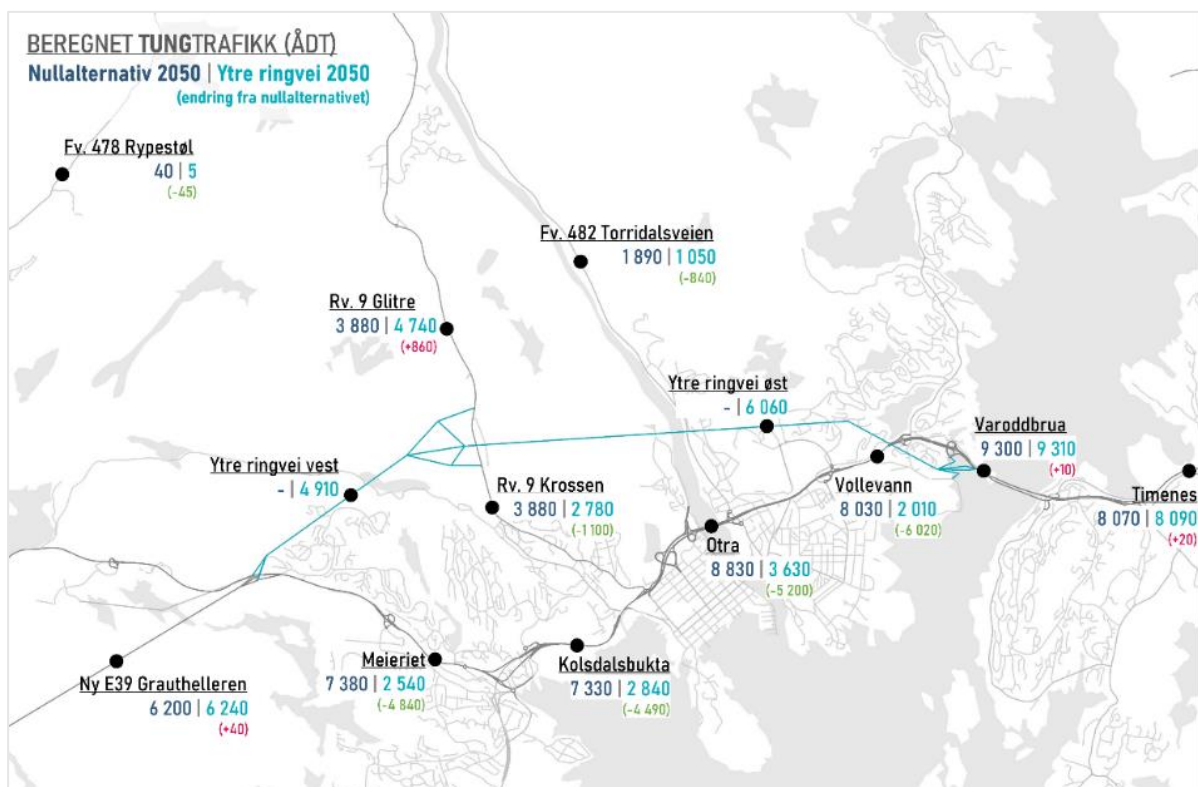 BEREGNET TUNGTRAFIKK (ÅDT)
Nullalternativ 2050 | Ytre ringvei 2050
(endring fra nullalternativet)
Fv. 478 Rypestøl
40 | 5
(-45)
Fv. 482 Torridalsveien
1 890 | 1 050
(-840)
Rv. 9 Glitre
3 880 | 4 740
(+860)
Ytre ringvei øst
- | 6 060
Varoddbrua
9 300 | 9 310
(+10)
Ytre ringvei vest
- | 4 910
Rv. 9 Krossen
3 880 | 2 780
(-1 100)
Vollevann
8 030 | 2 010
(-6 020)
Timenes
8 070 | 8 090
(+20)
Otra
8 830 | 3 630
(-5 200)
Meieriet
7 380 | 2 540
(-4 840)
Kolsdalsbukta
7 330 | 2 840
(-4 490)
Ny E39 Grauthelleren
6 200 | 6 240
(+40)